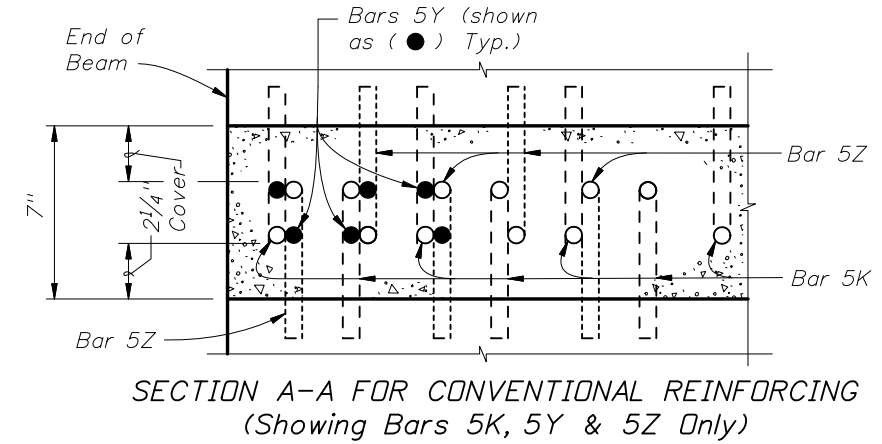 Bars 5Y (shown
as ( ● ) Typ.)
End of
Beam
Bar 5Z
7"
2¼"
Cover
Bar 5K
Bar 5Z
SECTION A-A FOR CONVENTIONAL REINFORCING
(Showing Bars 5K, 5Y & 5Z Only)